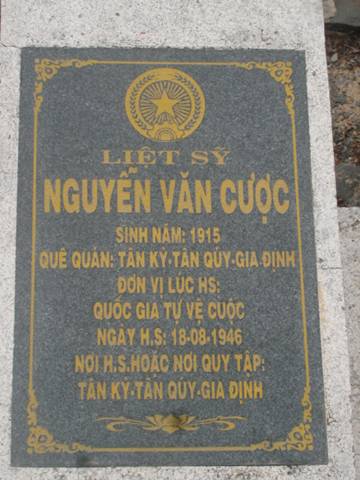 LIỆT SỸ
NGUYỄN VĂN CƯỢC
SINH NĂM: 1915
QUÊ QUÁN: TÂN KỲ-TÂN QÚY-GIA ĐỊNH
ĐƠN VỊ LÚC HS:
QUỐC GIA TỰ VỆ CUỘC
NGÀY H.S: 18-08-1946
NƠI H.S.HOẶC NƠI QUY TẬP:
TÂN KỲ-TÂN QÚY-GIA ĐỊNH